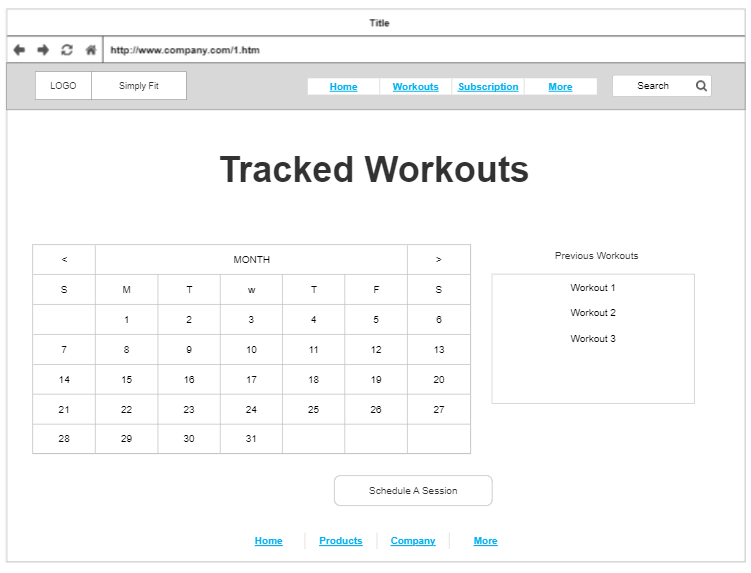 Title
http://www.company.com/1.htm
LOGO Simply Fit Home Workouts Subscription More Search
Tracked Workouts
< MONTH >
S M T w T F S
1 2 3 4 5 6
7 8 9 10 11 12 13
14 15 16 17 18 19 20
21 22 23 24 25 26 27
28 29 30 31
Previous Workouts
Workout 1
Workout 2
Workout 3
Schedule A Session
Home Products Company More